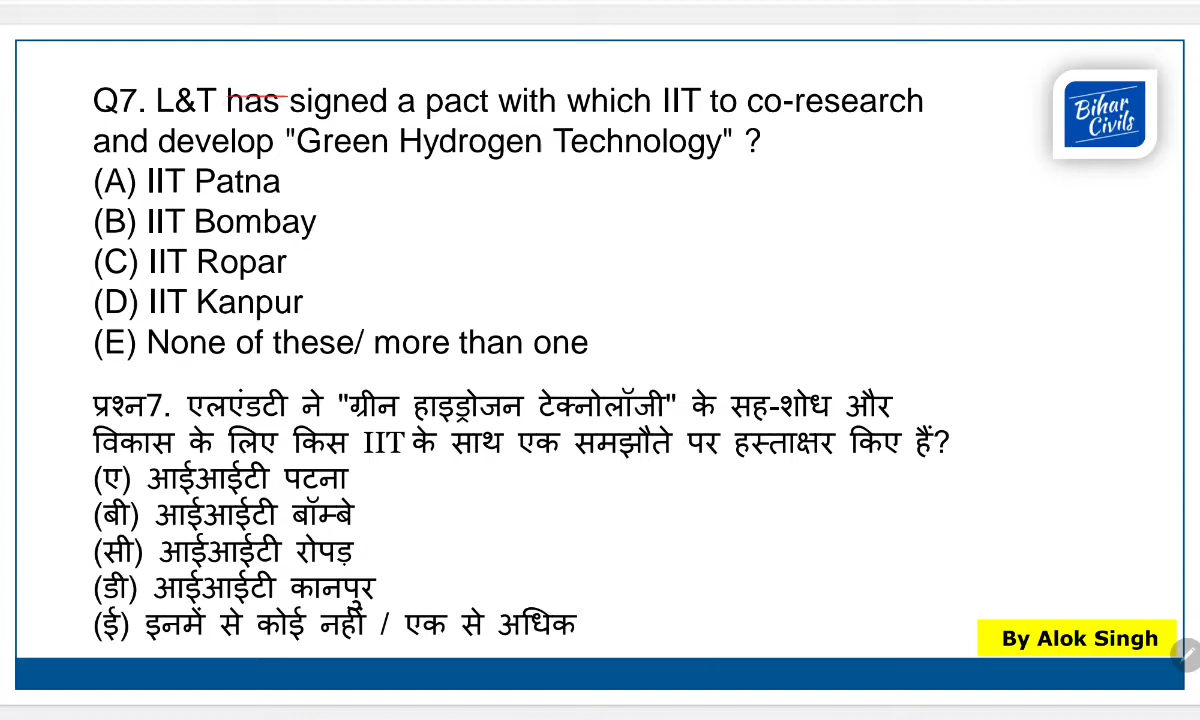 Q7. L&T has signed a pact with which IIT to co-research
and develop "Green Hydrogen Technology" ?
(A) IIT Patna
(B) IIT Bombay
(C) IIT Ropar
(D) IIT Kanpur
(E) None of these/ more than one
प्रश्न7. एलएंडटी ने "ग्रीन हाइड्रोजन टेक्नोलॉजी" के सह-शोध और
विकास के लिए किस IIT के साथ एक समझौते पर हस्ताक्षर किए हैं?
(ए) आईआईटी पटना
(बी) आईआईटी बॉम्बे
(सी) आईआईटी रोपड़
(डी) आईआईटी कानपुर
(ई) इनमें से कोई नहीं / एक से अधिक
Bihar
Civils
By Alok Singh